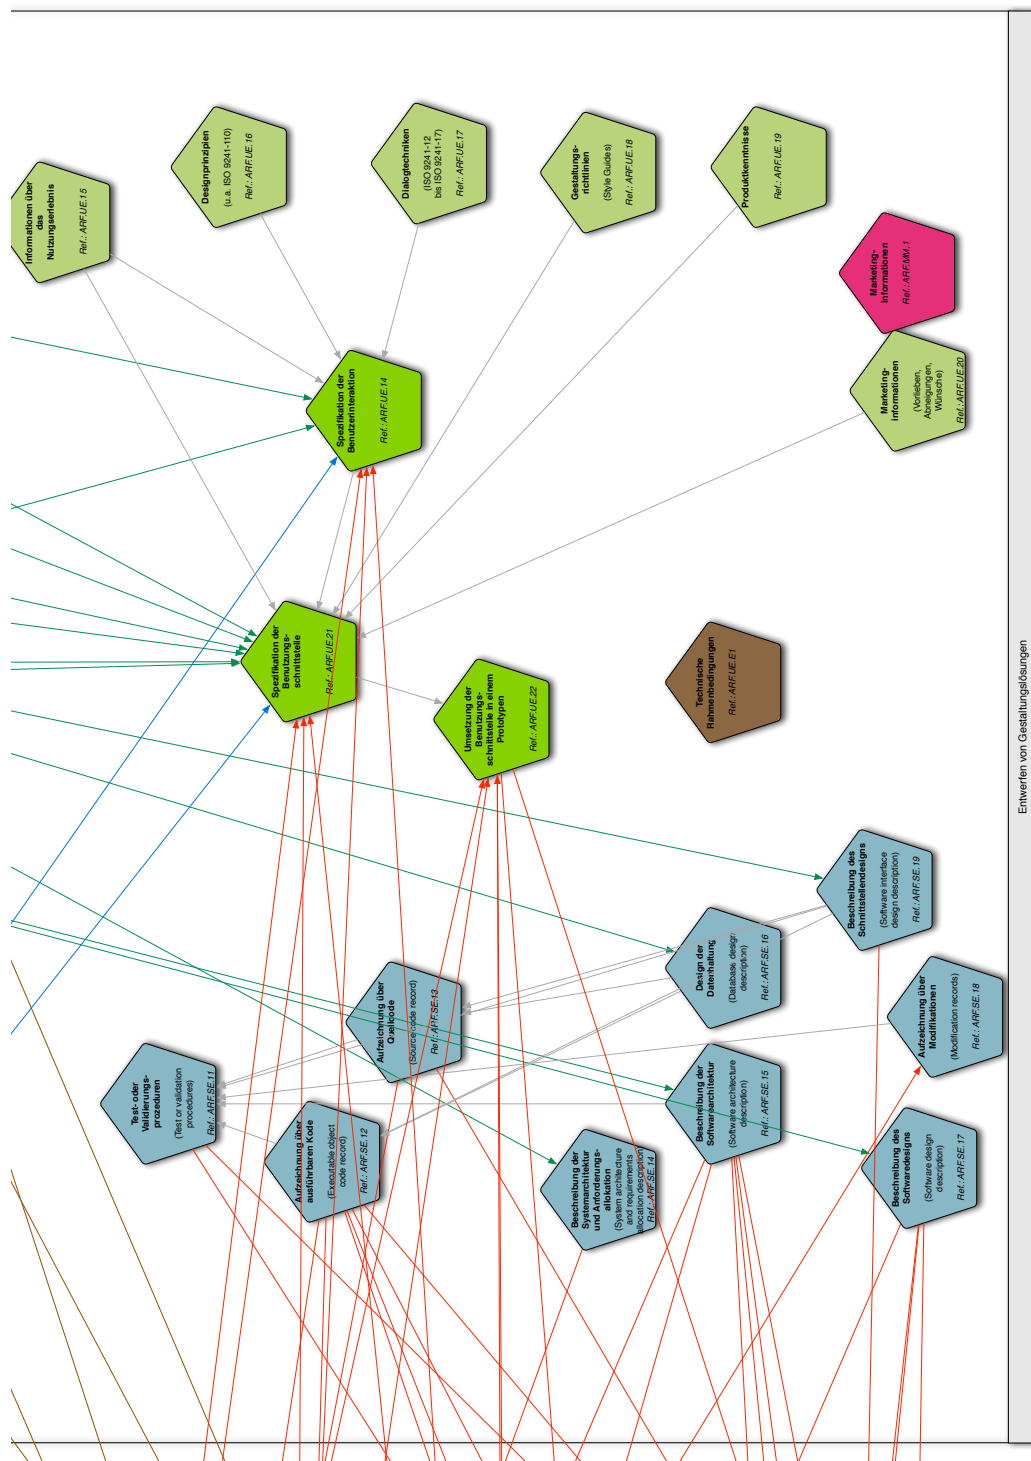 Informationen über
das
Nutzungserlebnis
Ref.: ARF.UE.15
Designprinzipien
(u.a. ISO 9241-110)
Ref.: ARF.UE.16
Dialogtechniken
(ISO 9241-12
bis ISO 9241-17)
Ref.: ARF.UE.17
Gestaltungs-
richtlinien
(Style Guides)
Ref.: ARF.UE.18
Produktkenntnisse
Ref.: ARF.UE.19
Marketing-
informationen
Ref.: ARF.MM.1
Marketing-
informationen
(Vorlieben,
Abneigungen,
Wünsche)
Ref.: ARF.UE.20
Spezifikation der
Benutzerinteraktion
Ref.: ARF.UE.14
Spezifikation der
Benutzungs-
schnittstelle
Ref.: ARF.UE.21
Umsetzung der
Benutzungs-
schnittstelle in einem
Prototypen
Ref.: ARF.UE.22
Technische
Rahmenbedingungen
Ref.: ARF.UE.E1
Beschreibung des
Schnittstellendesigns
(Software interface
design description)
Ref.: ARF.SE.19
Design der
Datenhaltung
(Database design
description)
Ref.: ARF.SE.16
Aufzeichnung über
Modifikationen
(Modification records)
Ref.: ARF.SE.18
Aufzeichnung über
Quellcode
(Source code record)
Ref.: ARF.SE.13
Test- oder
Validierungs-
prozeduren
(Test or validation
procedures)
Ref.: ARF.SE.11
Aufzeichnung über
ausführbaren Kode
(Executable object
code record)
Ref.: ARF.SE.12
Beschreibung der
Systemarchitektur
und Anforderungs-
allokation
(System architecture
and requirements
allocation description)
Ref.: ARF.SE.14
Beschreibung der
Softwarearchitektur
(Software architecture
description)
Ref.: ARF.SE.15
Beschreibung des
Softwaredesigns
(Software design
description)
Ref.: ARF.SE.17
Entwerfen von Gestaltungslösungen